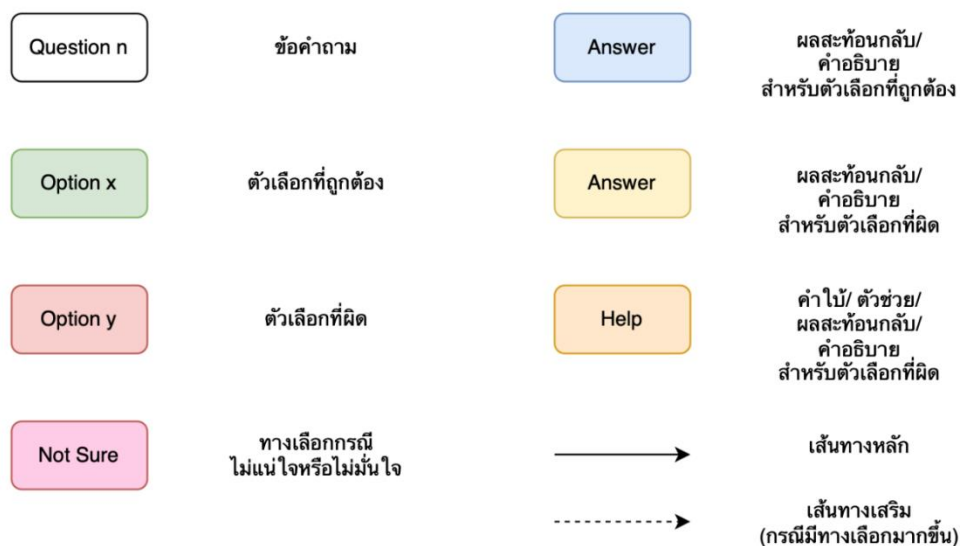 Question n
ข้อคำถาม
Answer
ผลสะท้อนกลับ/
คำอธิบาย
สำหรับตัวเลือกที่ถูกต้อง
Option x
ตัวเลือกที่ถูกต้อง
Answer
ผลสะท้อนกลับ/
คำอธิบาย
สำหรับตัวเลือกที่ผิด
Option y
ตัวเลือกที่ผิด
Help
คำใบ้/ ตัวช่วย/
ผลสะท้อนกลับ/
คำอธิบาย
สำหรับตัวเลือกที่ผิด
Not Sure
ทางเลือกกรณี
ไม่แน่ใจหรือไม่มั่นใจ
เส้นทางหลัก
เส้นทางเสริม
(กรณีมีทางเลือกมากขึ้น)